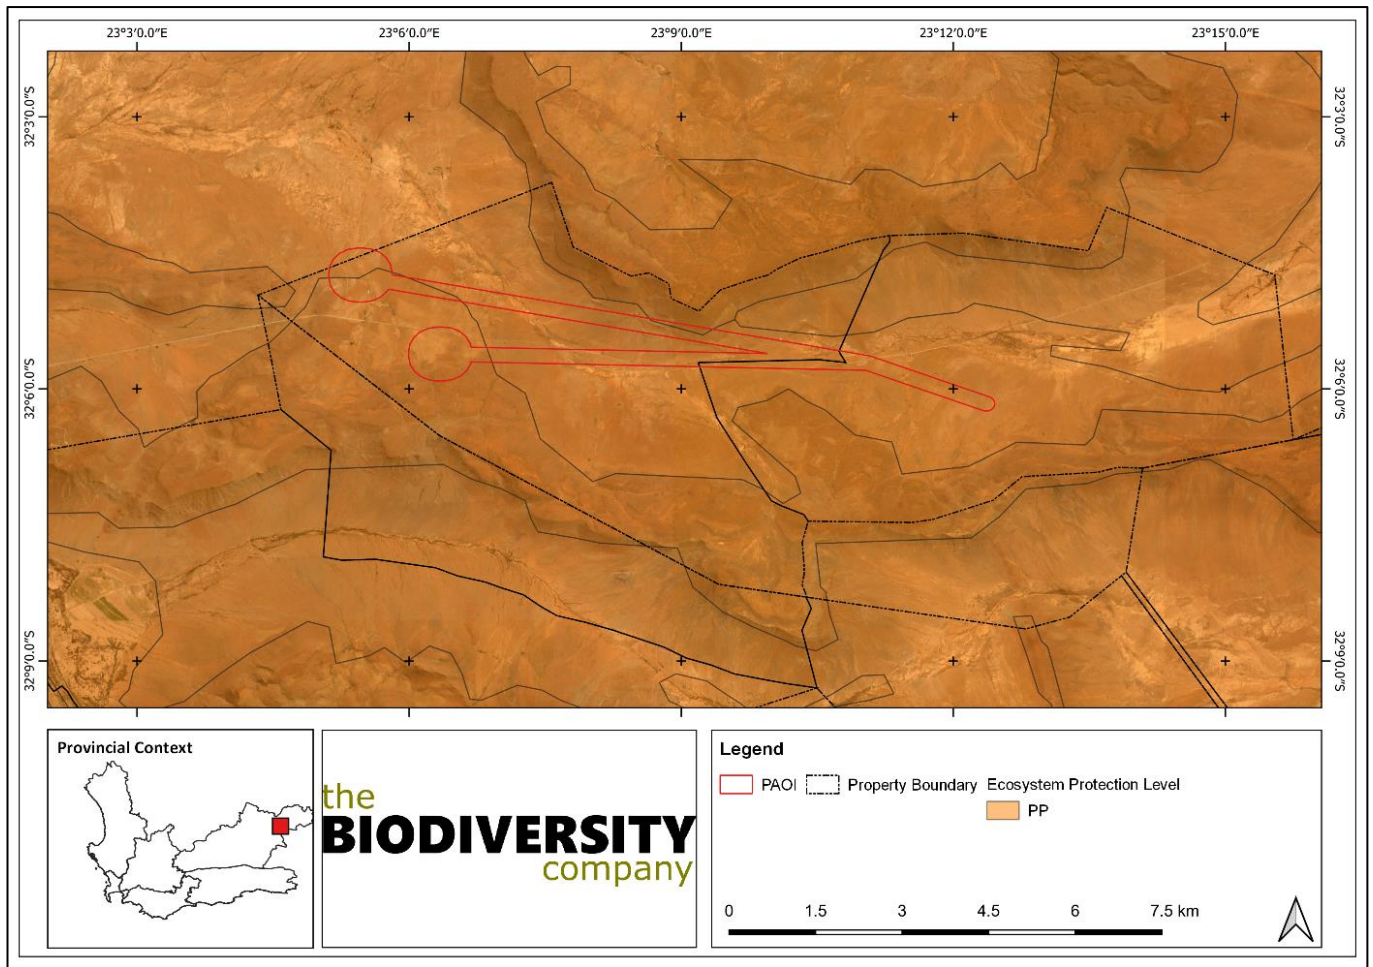 23°3'0.0"E 23°6'0.0"E 23°9'0.0"E 23°12'0.0"E 23°15'0.0"E
32°3'0.0"S 32°3'0.0"S
32°6'0.0"S 32°6'0.0"S
32°9'0.0"S 32°9'0.0"S
Provincial Context
the
BIODIVERSITY
company
Legend
PAOI Property Boundary Ecosystem Protection Level
PP
0 1.5 3 4.5 6 7.5 km